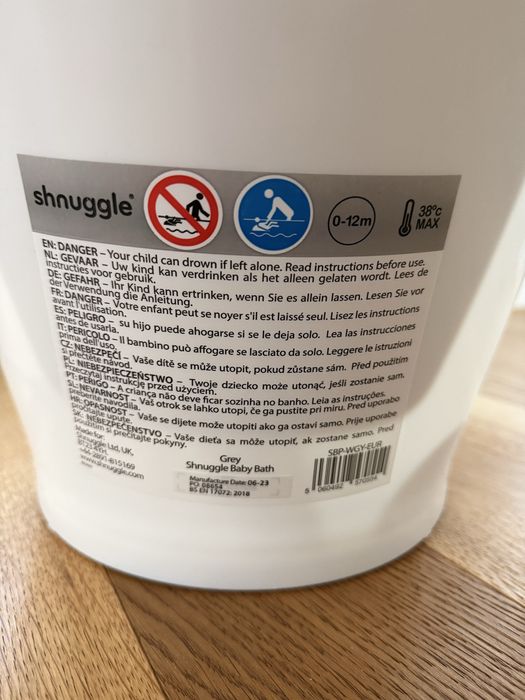 shnuggle®
0-12m
38°c
MAX
EN: DANGER – Your child can drown if left alone. Read instructions before use.
NL: GEVAAR – Uw kind kan verdrinken als het alleen gelaten wordt. Lees de
instructies voor gebruik.
DE: GEFAHR – Ihr Kind kann ertrinken, wenn Sie es allein lassen. Lesen Sie vor
der Verwendung die Anleitung.
FR: DANGER – Votre enfant peut se noyer s'il est laissé seul. Lisez les instructions
avant l'utilisation.
ES: PELIGRO – su hijo puede ahogarse si se le deja solo. Lea las instrucciones
antes de usarla.
IT: PERICOLO – Il bambino può affogare se lasciato da solo. Leggere le istruzioni
prima dell'uso.
CZ: NEBEZPEČÍ – Vaše dítě se může utopit, pokud zůstane sám. Před použitím
si přečtěte návod.
PL: NIEBEZPIECZEŃSTWO – Twoje dziecko może utonąć, jeśli zostanie sam.
Przeczytaj instrukcję przed użyciem.
PT: PERIGO – A criança não deve ficar sozinha no banho. Leia as instruções.
SL: NEVARNOST – Vaš otrok se lahko utopi, če ga pustite pri miru. Pred uporabo
preberite navodila.
HR: OPASNOST – Vaše se dijete može utopiti ako ga ostavi samo. Prije uporabe
pročitajte upute.
SK: NEBEZPEČENSTVO – Vaše dieťa sa môže utopiť, ak zostane samo. Pred
použitím si prečítajte pokyny.
Made for:
Shnuggle Ltd, UK,
BT23 4YH
+44-2891-815169
www.shnuggle.com
Grey
Shnuggle Baby Bath
Manufacture Date: 06-23
PO: 08654
BS EN 17072: 2018
SBP-WGY-EUR
5 060492